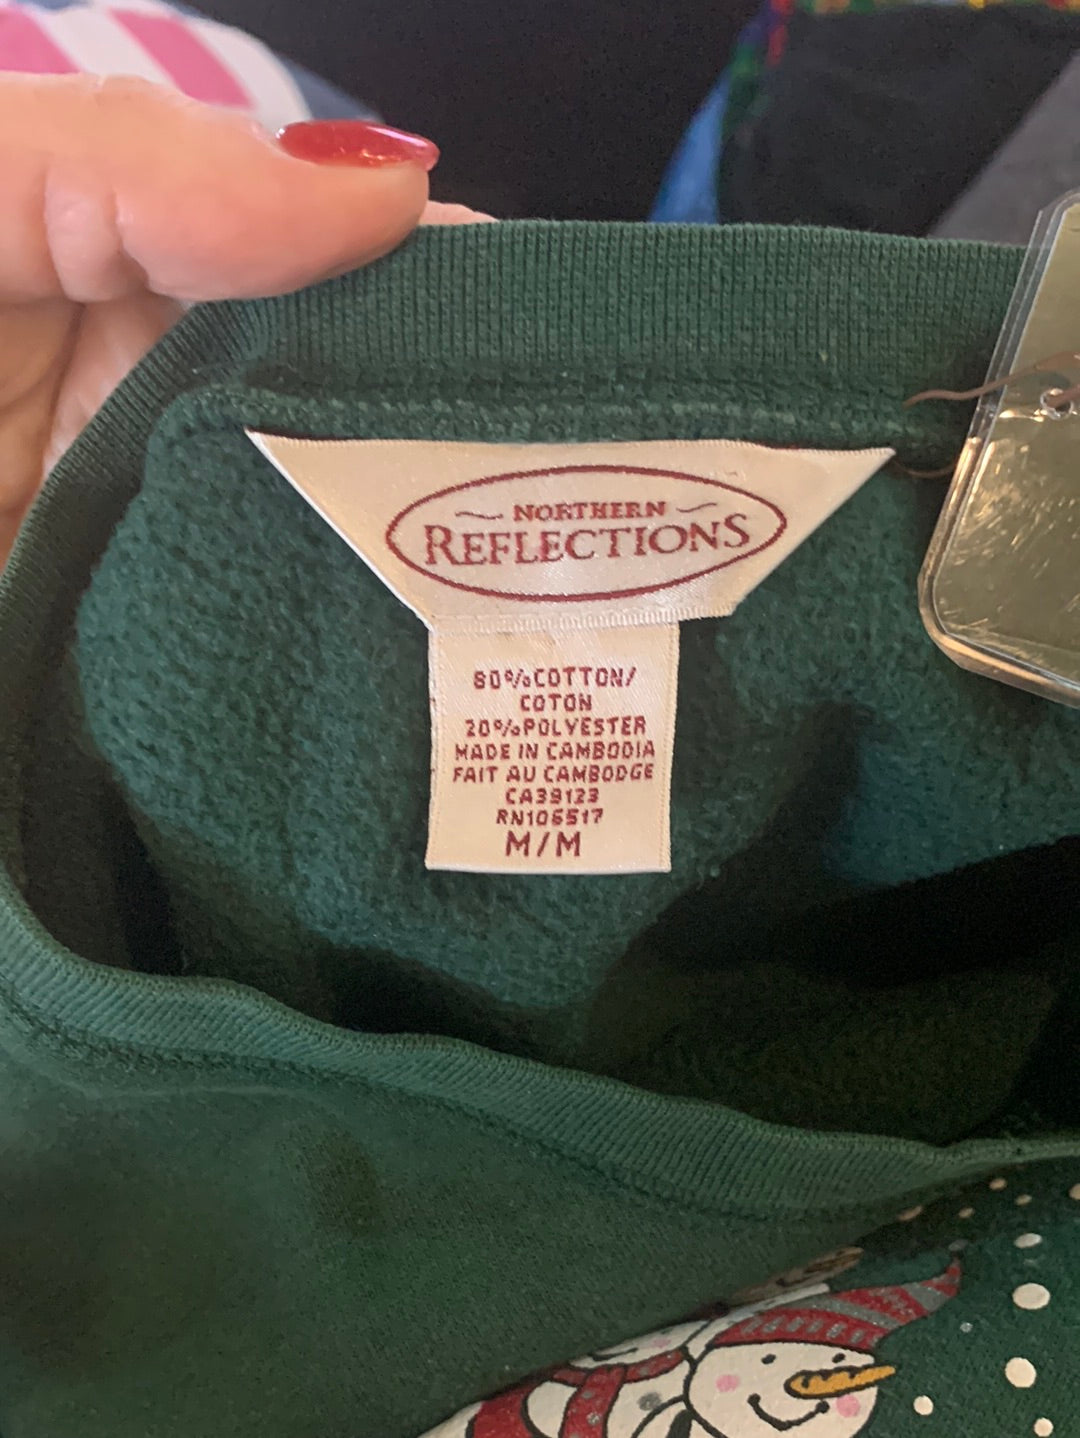 NORTHERN
REFLECTIONS
80%COTTON/
COTON
20%POLYESTER
MADE IN CAMBODIA
FAIT AU CAMBODGE
CA39123
RN106517
M/M